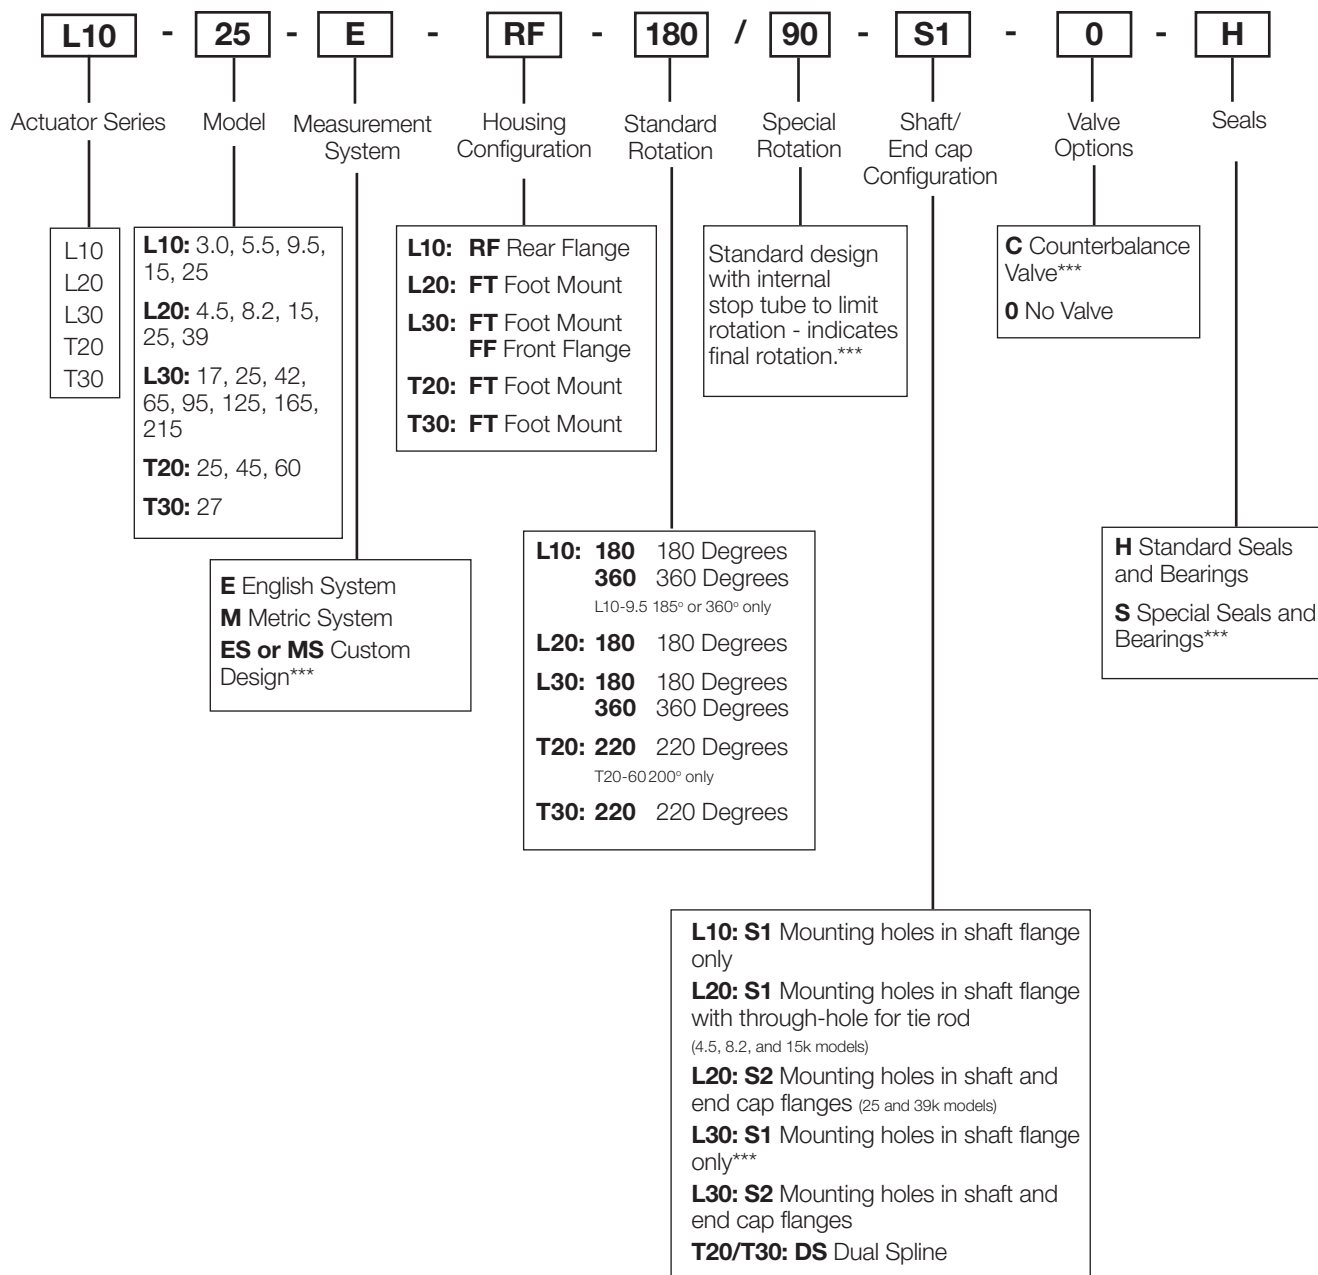 L10 - 25 - E - RF - 180 / 90 - S1 - 0 - H
Actuator Series
Model
Measurement
System
Housing
Configuration
Standard
Rotation
Special
Rotation
Shaft/
End cap
Configuration
Valve
Options
Seals
L10
L20
L30
T20
T30
L10: 3.0, 5.5, 9.5,
15, 25
L20: 4.5, 8.2, 15,
25, 39
L30: 17, 25, 42,
65, 95, 125, 165,
215
T20: 25, 45, 60
T30: 27
E English System
M Metric System
ES or MS Custom
Design***
L10: RF Rear Flange
L20: FT Foot Mount
L30: FT Foot Mount
FF Front Flange
T20: FT Foot Mount
T30: FT Foot Mount
L10: 180 180 Degrees
360 360 Degrees
L10-9.5 185º or 360º only
L20: 180 180 Degrees
L30: 180 180 Degrees
360 360 Degrees
T20: 220 220 Degrees
T20-60 200º only
T30: 220 220 Degrees
Standard design
with internal
stop tube to limit
rotation - indicates
final rotation.***
L10: S1 Mounting holes in shaft flange
only
L20: S1 Mounting holes in shaft flange
with through-hole for tie rod
(4.5, 8.2, and 15k models)
L20: S2 Mounting holes in shaft and
end cap flanges (25 and 39k models)
L30: S1 Mounting holes in shaft flange
only***
L30: S2 Mounting holes in shaft and
end cap flanges
T20/T30: DS Dual Spline
C Counterbalance
Valve***
0 No Valve
H Standard Seals
and Bearings
S Special Seals and
Bearings***